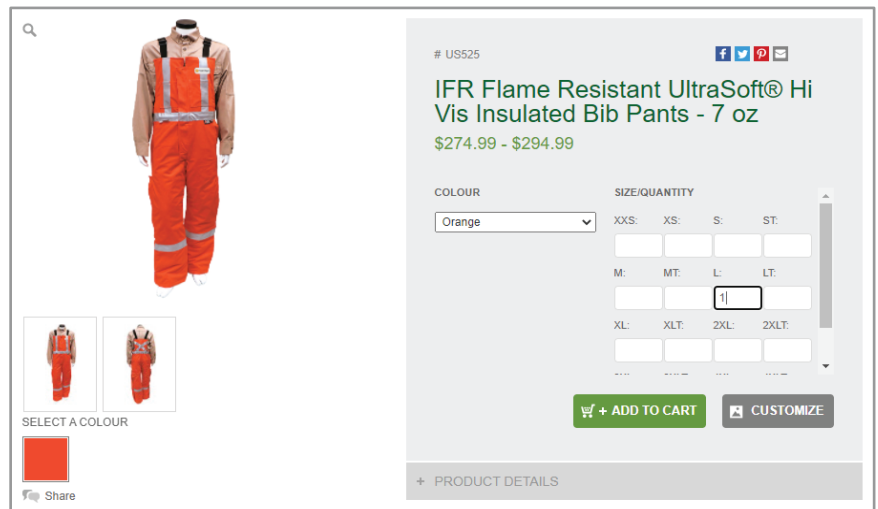 # US525
IFR Flame Resistant UltraSoft® Hi
Vis Insulated Bib Pants - 7 oz
$274.99 - $294.99
COLOUR
Orange
SIZE/QUANTITY
XXS: XS: S: ST:
M: MT: L: LT:
1
XL: XLT: 2XL: 2XLT:
+ ADD TO CART
CUSTOMIZE
SELECT A COLOUR
Share
+ PRODUCT DETAILS